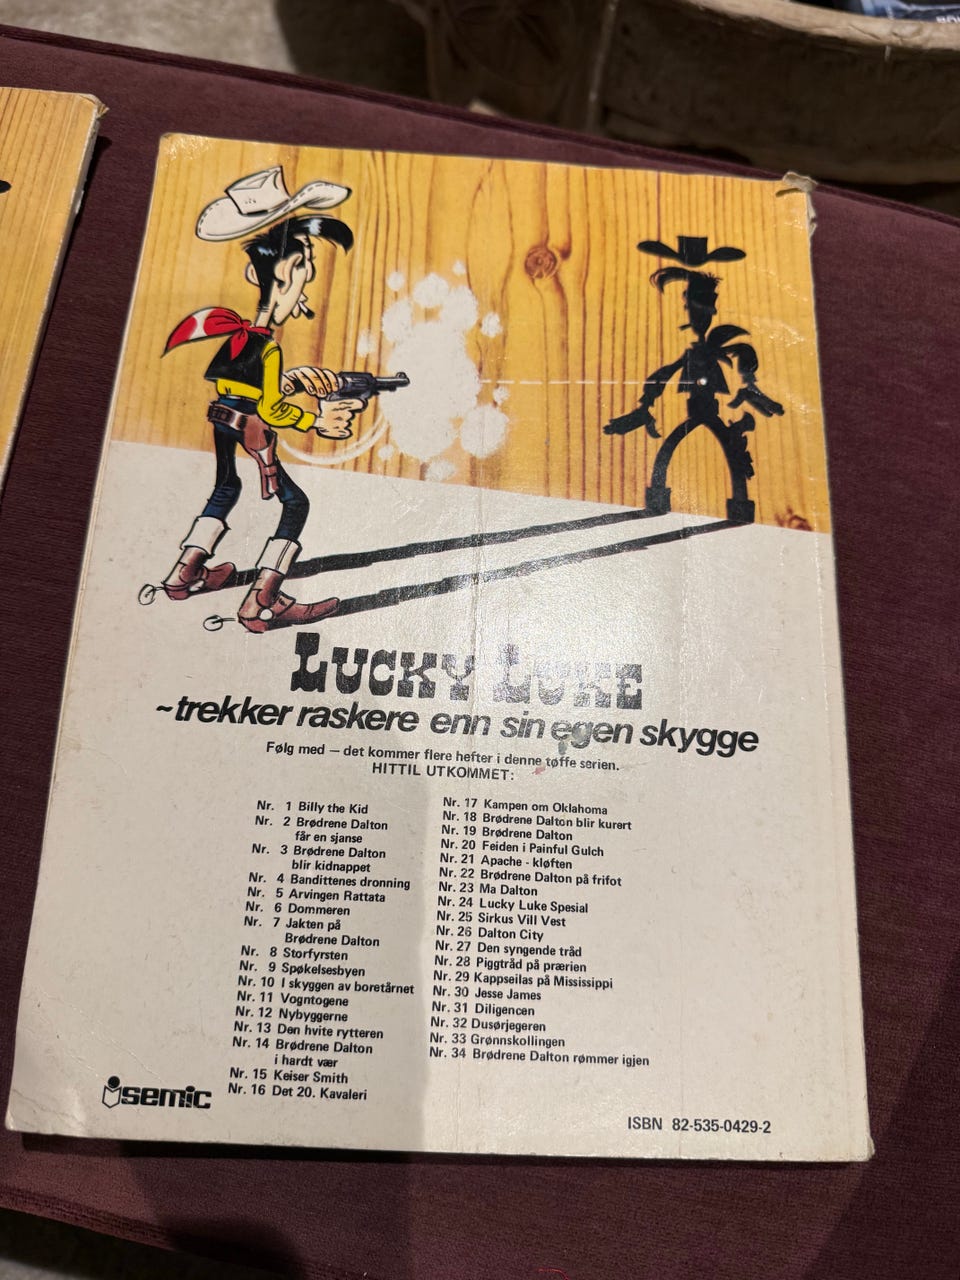 LUCKY LUKE
~trekker raskere enn sin egen skygge
Følg med — det kommer flere hefter i denne tøffe serien.
HITTIL UTKOMMET:
Nr. 1 Billy the Kid
Nr. 2 Brødrene Dalton
får en sjanse
Nr. 3 Brødrene Dalton
blir kidnappet
Nr. 4 Bandittenes dronning
Nr. 5 Arvingen Rattata
Nr. 6 Dommeren
Nr. 7 Jakten på
Brødrene Dalton
Nr. 8 Storfyrsten
Nr. 9 Spøkelsesbyen
Nr. 10 I skyggen av boretårnet
Nr. 11 Vogntogene
Nr. 12 Nybyggerne
Nr. 13 Den hvite rytteren
Nr. 14 Brødrene Dalton
i hardt vær
Nr. 15 Keiser Smith
Nr. 16 Det 20. Kavaleri
Nr. 17 Kampen om Oklahoma
Nr. 18 Brødrene Dalton blir kurert
Nr. 19 Brødrene Dalton
Nr. 20 Feiden i Painful Gulch
Nr. 21 Apache - kløften
Nr. 22 Brødrene Dalton på frifot
Nr. 23 Ma Dalton
Nr. 24 Lucky Luke Spesial
Nr. 25 Sirkus Vill Vest
Nr. 26 Dalton City
Nr. 27 Den syngende tråd
Nr. 28 Piggtråd på prærien
Nr. 29 Kappseilas på Mississippi
Nr. 30 Jesse James
Nr. 31 Diligencen
Nr. 32 Dusørjegeren
Nr. 33 Grønnskollingen
Nr. 34 Brødrene Dalton rømmer igjen
semic
ISBN 82-535-0429-2